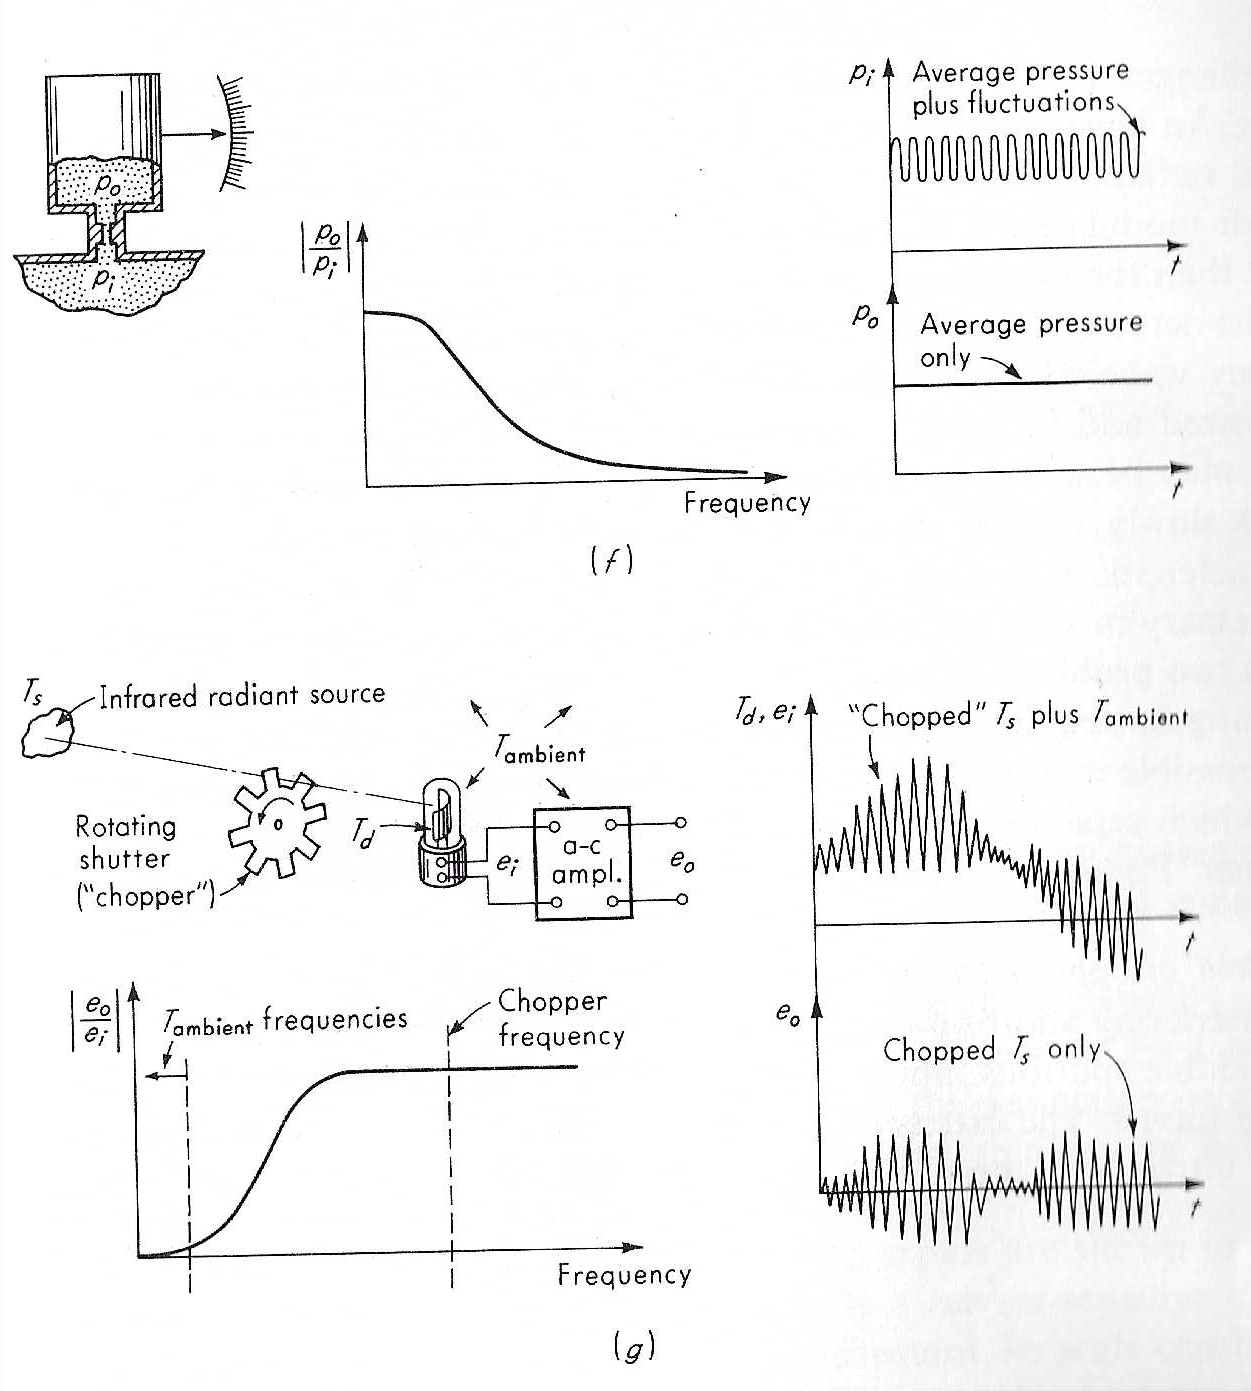 p_o
p_i
|p_o/p_i|
Frequency
p_i
Average pressure
plus fluctuations
t
p_o
Average pressure
only
t
(f)
T_s
Infrared radiant source
Rotating
shutter
("chopper")
T_d
T_ambient
e_i
a-c
ampl.
e_o
T_d, e_i
"Chopped" T_s plus T_ambient
t
|e_o/e_i|
T_ambient frequencies
Chopper
frequency
Frequency
e_o
Chopped T_s only
t
(g)